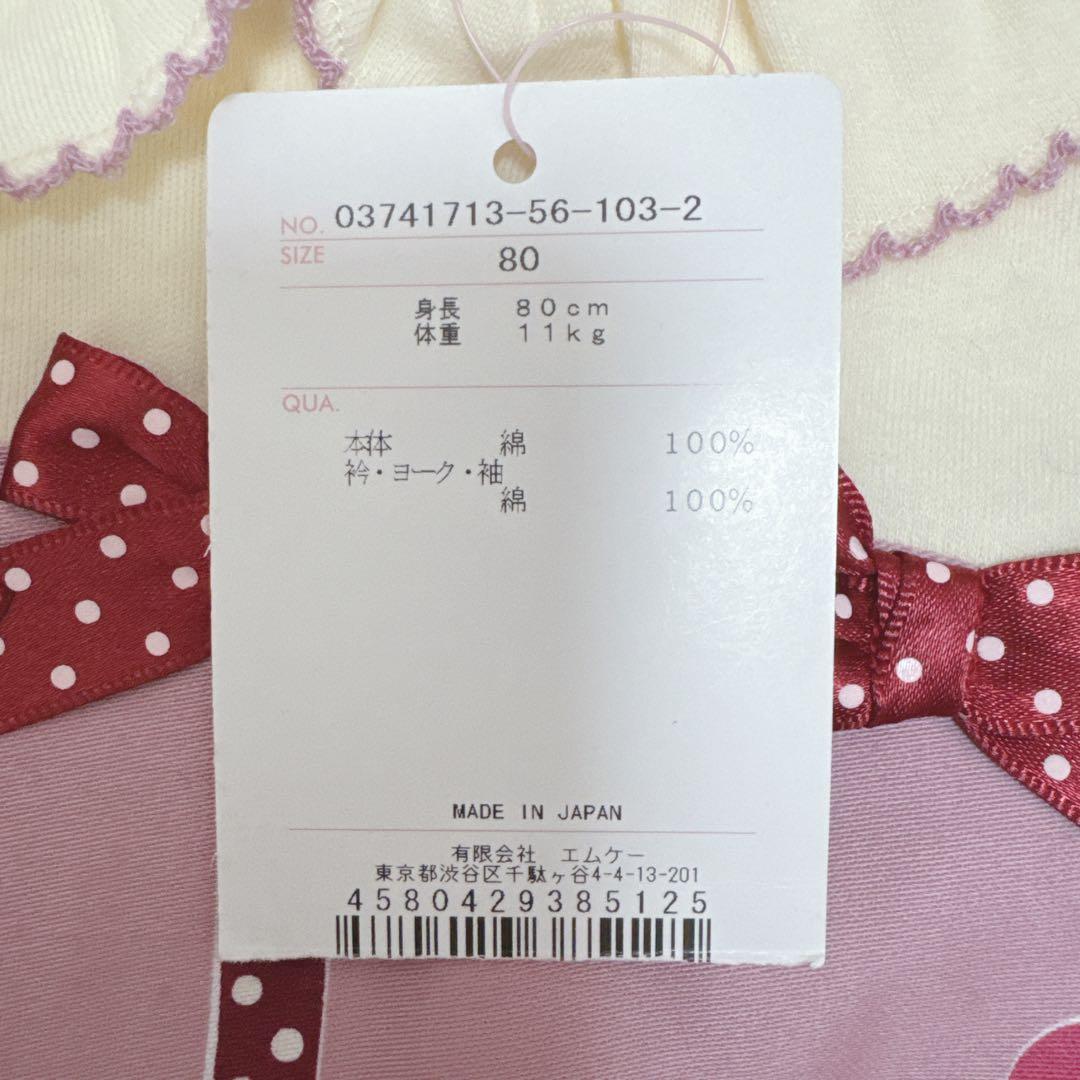 NO. 03741713-56-103-2
SIZE 80
身長 80cm
体重 11kg
QUA.
本体 綿 100%
衿・ヨーク・袖
綿 100%
MADE IN JAPAN
有限会社 エムケー
東京都渋谷区千駄ヶ谷4-4-13-201
4580429385125